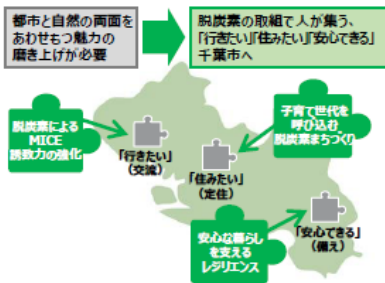 都市と自然の両面を
あわせもつ魅力の
磨き上げが必要
脱炭素の取組で人が集う、
「行きたい」「住みたい」「安心できる」
千葉市へ
脱炭素による
MICE
誘致力の強化
「行きたい」
（交流）
子育て世代を
呼び込む
脱炭素まちづくり
「住みたい」
（定住）
安心な暮らし
を支える
レジリエンス
「安心できる」
（備え）